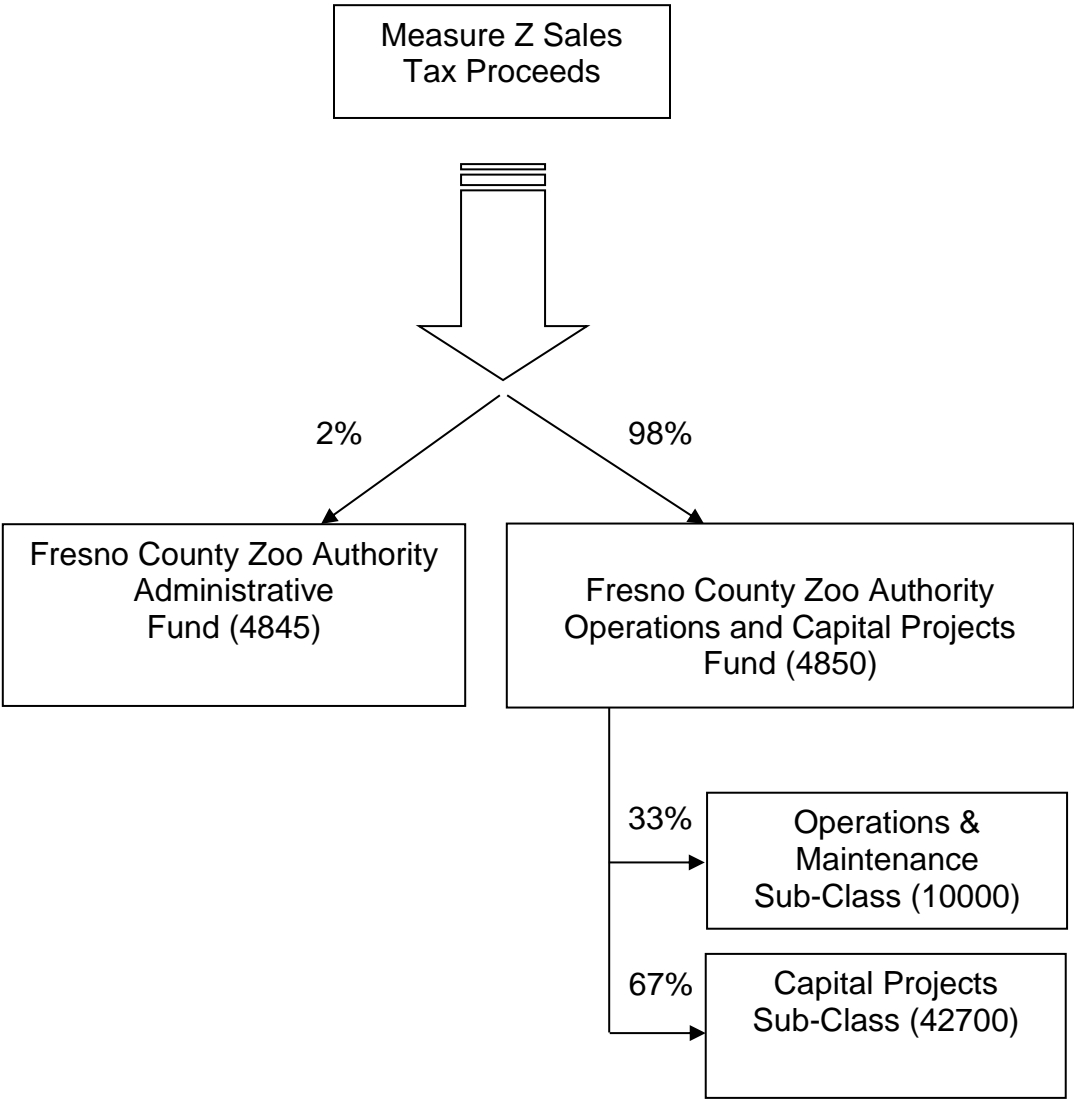 Measure Z Sales
Tax Proceeds
2%
98%
Fresno County Zoo Authority
Administrative
Fund (4845)
Fresno County Zoo Authority
Operations and Capital Projects
Fund (4850)
33%
Operations &
Maintenance
Sub-Class (10000)
67%
Capital Projects
Sub-Class (42700)